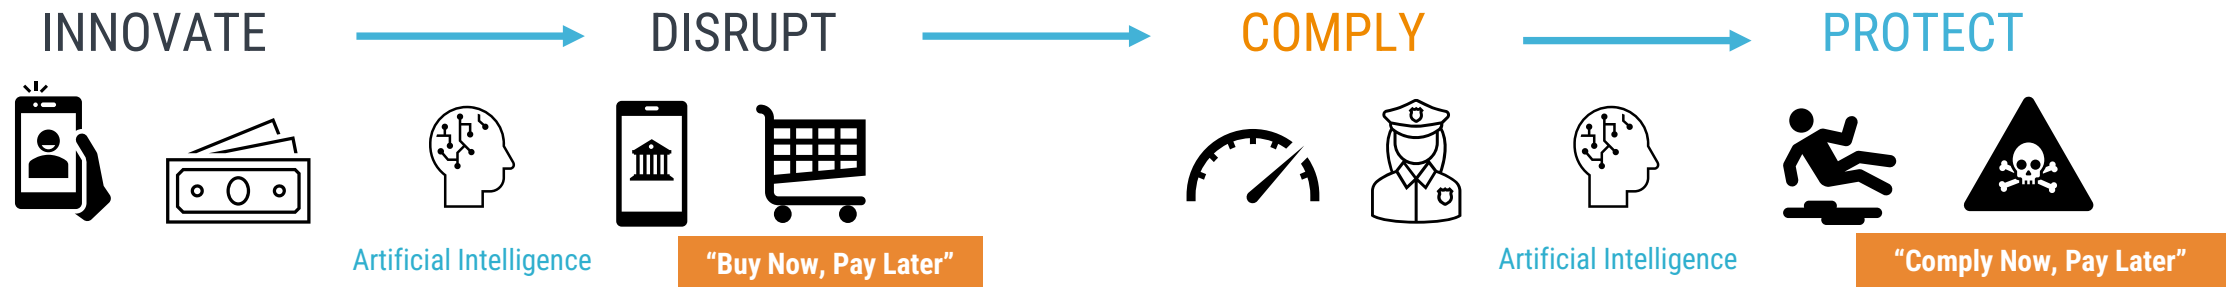 INNOVATE
DISRUPT
COMPLY
PROTECT
Artificial Intelligence
“Buy Now, Pay Later”
Artificial Intelligence
“Comply Now, Pay Later”